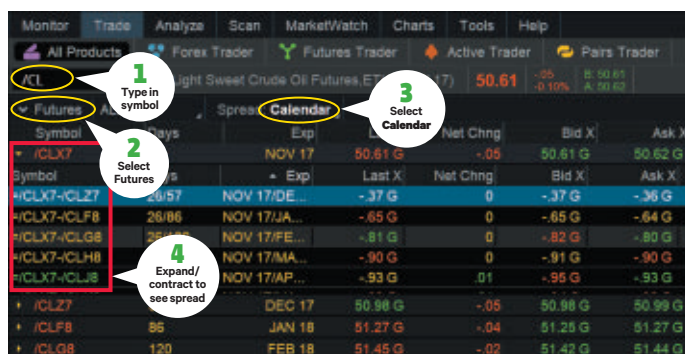 Monitor Trade Analyze Scan MarketWatch Charts Tools Help
All Products Forex Trader Futures Trader Active Trader Pairs Trader
/CL Light Sweet Crude Oil Futures,ET 17) 50.61 -.05 -0.10% B: 50.61 A: 50.62
1 Type in symbol
Futures Spread Calendar
3 Select Calendar
2 Select Futures
Symbol Days Exp Net Chng Bid X Ask X
/CLX7 NOV 17 50.61 G -.05 50.61 G 50.62 G
Symbol Exp Last X Net Chng Bid X Ask X
/CLX7-/CLZ7 26/57 NOV 17/DE... -.37 G 0 -.37 G -.36 G
/CLX7-/CLF8 26/86 NOV 17/JA... -.65 G 0 -.65 G -.64 G
/CLX7-/CLG8 NOV 17/FE... -.81 G 0 -.82 G -.80 G
/CLX7-/CLH8 NOV 17/MA... -.90 G 0 -.91 G -.90 G
/CLX7-/CLJ8 NOV 17/AP... -.93 G .01 -.95 G -.93 G
4 Expand/ contract to see spread
/CLZ7 DEC 17 50.98 G -.05 50.98 G 50.99 G
/CLF8 86 JAN 18 51.27 G -.04 51.25 G 51.27 G
/CLG8 120 FEB 18 51.45 G -.02 51.42 G 51.44 G